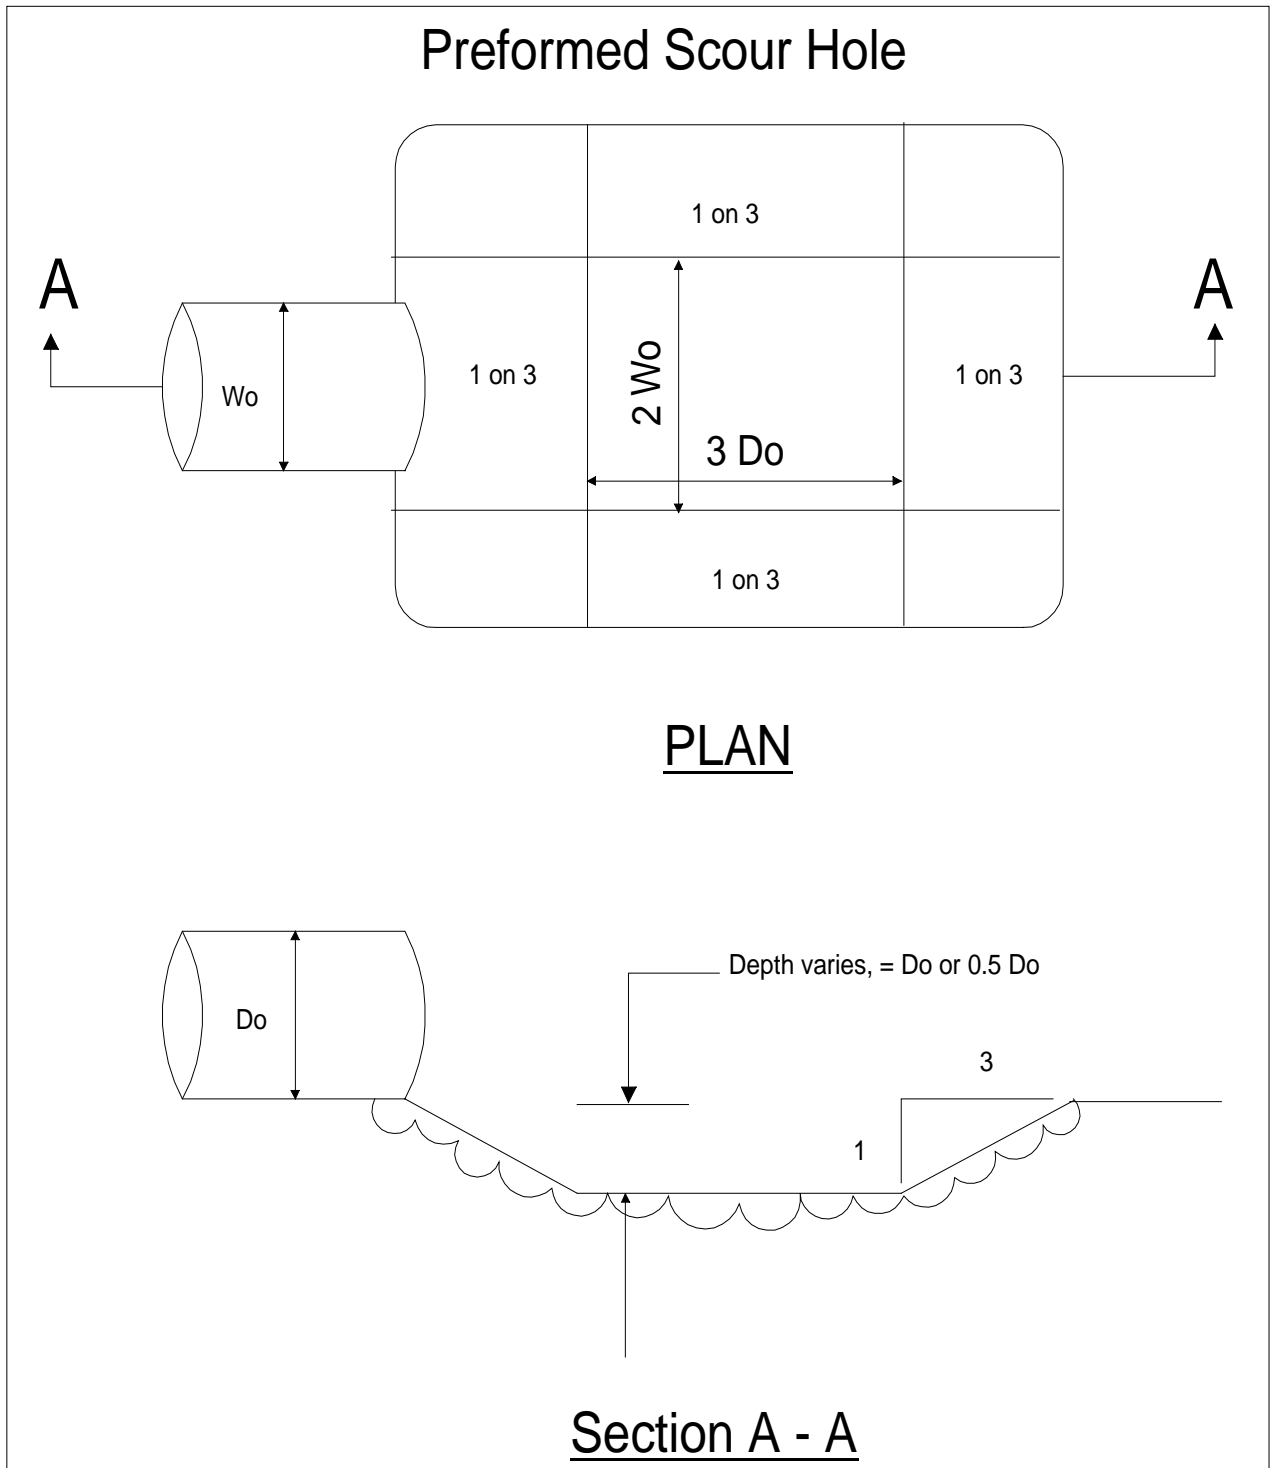 Preformed Scour Hole
1 on 3
A
A
Wo
1 on 3
2 Wo
1 on 3
3 Do
1 on 3
PLAN
Depth varies, = Do or 0.5 Do
Do
3
1
Section A - A